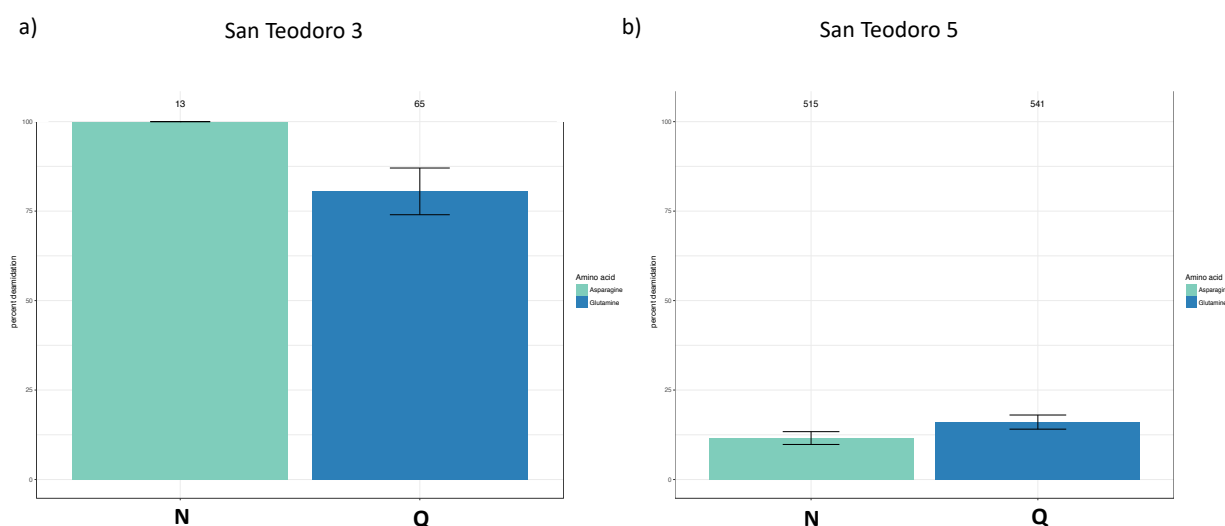 a)
San Teodoro 3
13
65
100
75
50
25
0
percent deamidation
Amino acid
Asparagine
Glutamine
N
Q
b)
San Teodoro 5
515
541
100
75
50
25
0
percent deamidation
Amino acid
Asparagin
Glutamine
N
Q